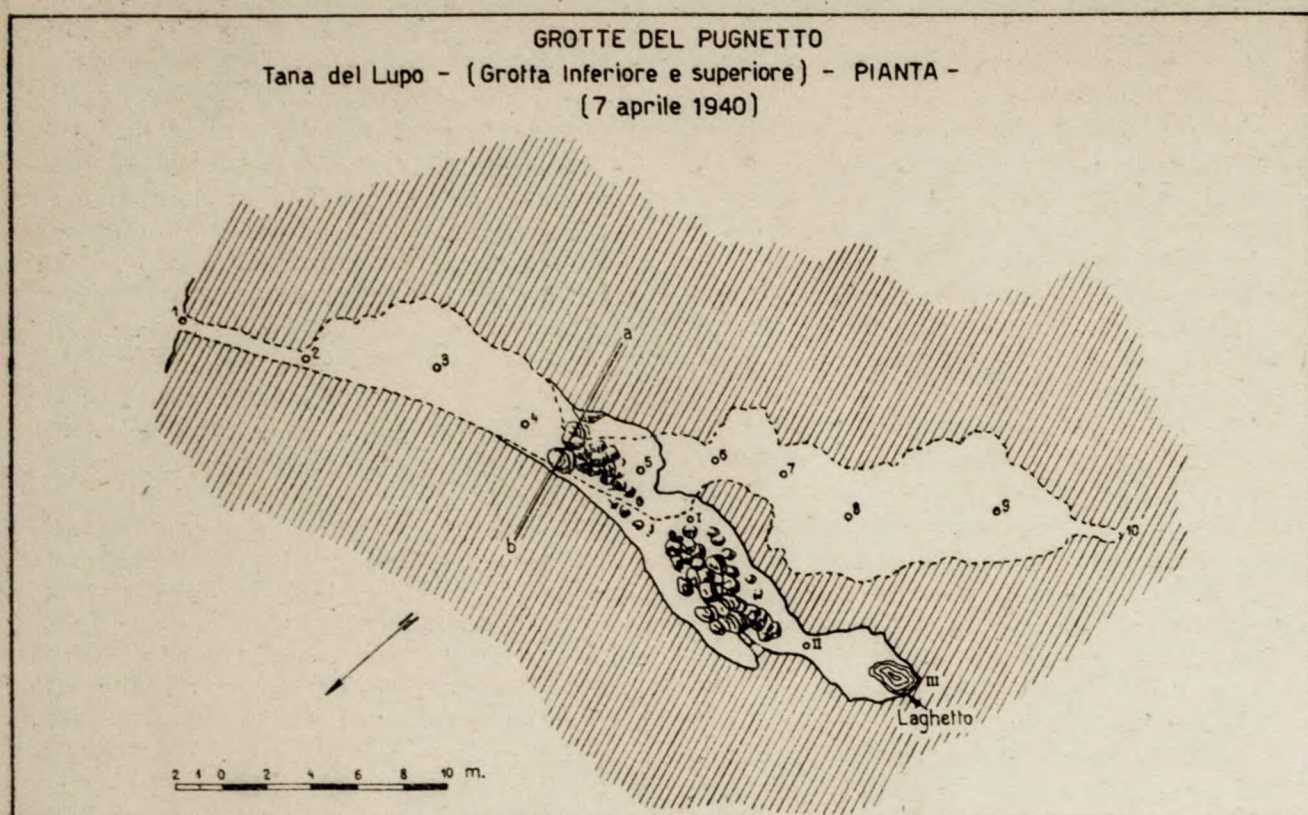 GROTTE DEL PUGNETTO
Tana del Lupo - (Grotta Inferiore e superiore) - PIANTA -
(7 aprile 1940)
a
1
2
3
4
5
6
7
8
9
10
I
b
II
III
Laghetto
N
2 1 0 2 4 6 8 10 m.